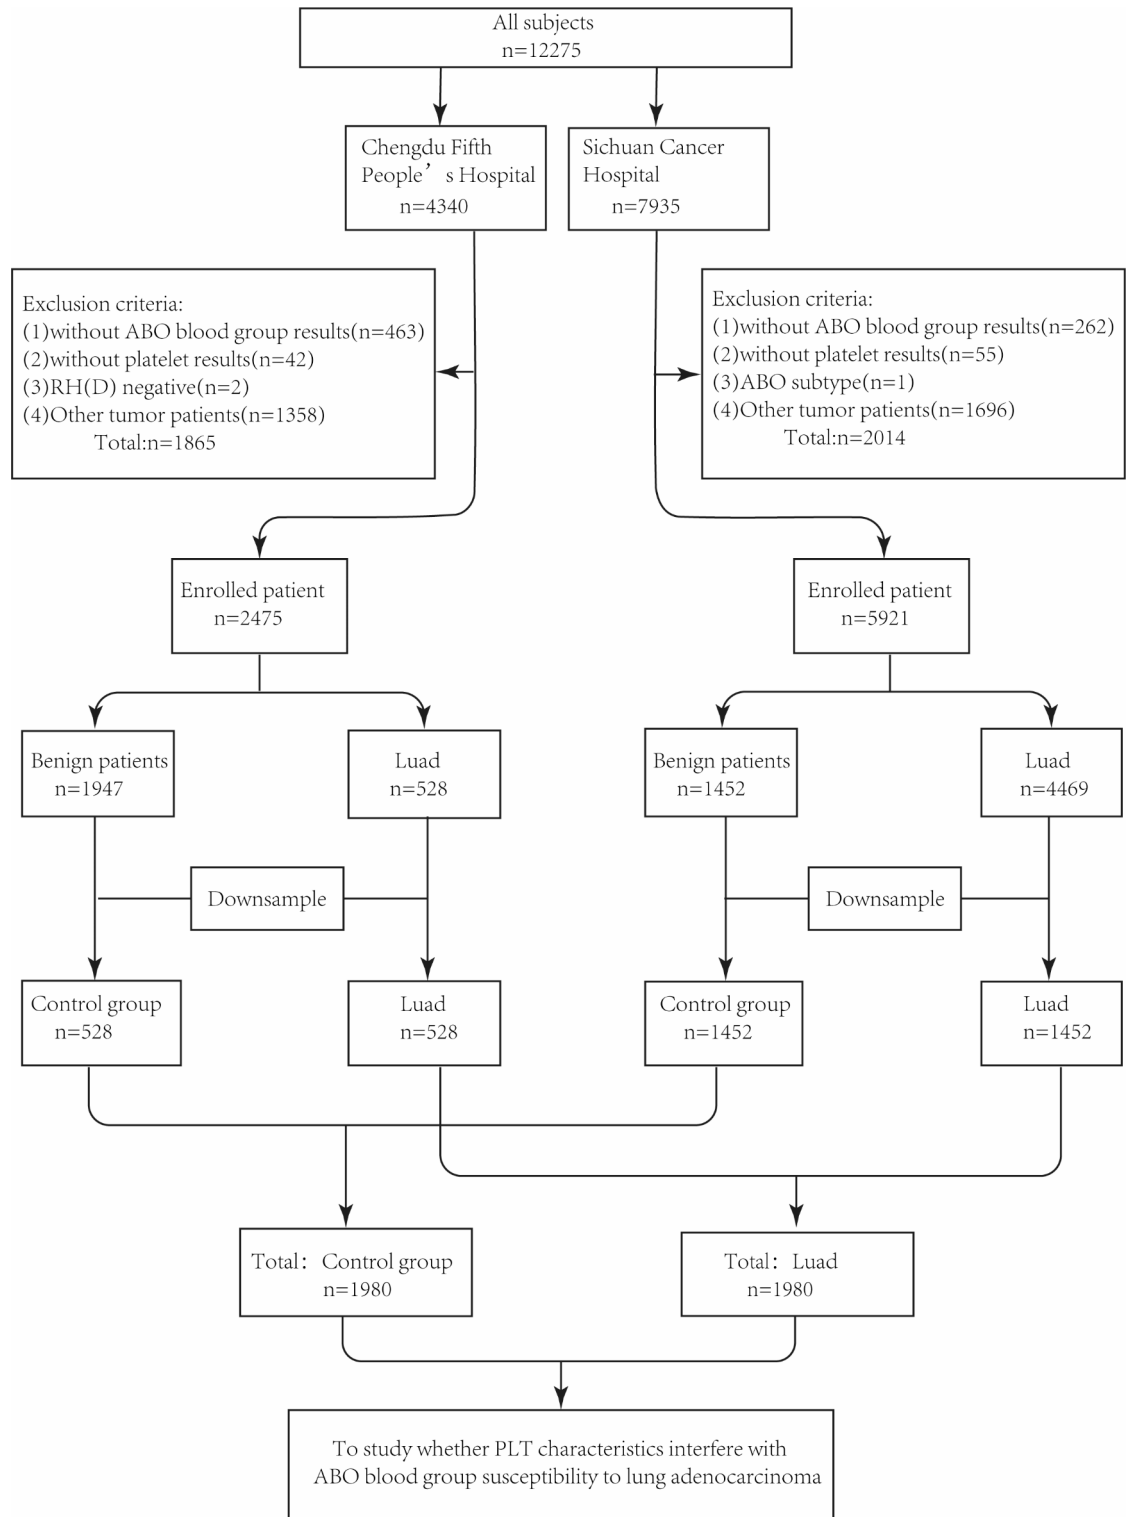 All subjects
n=12275
Chengdu Fifth
People’s Hospital
n=4340
Sichuan Cancer
Hospital
n=7935
Exclusion criteria:
(1)without ABO blood group results(n=463)
(2)without platelet results(n=42)
(3)RH(D) negative(n=2)
(4)Other tumor patients(n=1358)
Total:n=1865
Exclusion criteria:
(1)without ABO blood group results(n=262)
(2)without platelet results(n=55)
(3)ABO subtype(n=1)
(4)Other tumor patients(n=1696)
Total:n=2014
Enrolled patient
n=2475
Enrolled patient
n=5921
Benign patients
n=1947
Luad
n=528
Benign patients
n=1452
Luad
n=4469
Downsample
Downsample
Control group
n=528
Luad
n=528
Control group
n=1452
Luad
n=1452
Total: Control group
n=1980
Total: Luad
n=1980
To study whether PLT characteristics interfere with
ABO blood group susceptibility to lung adenocarcinoma